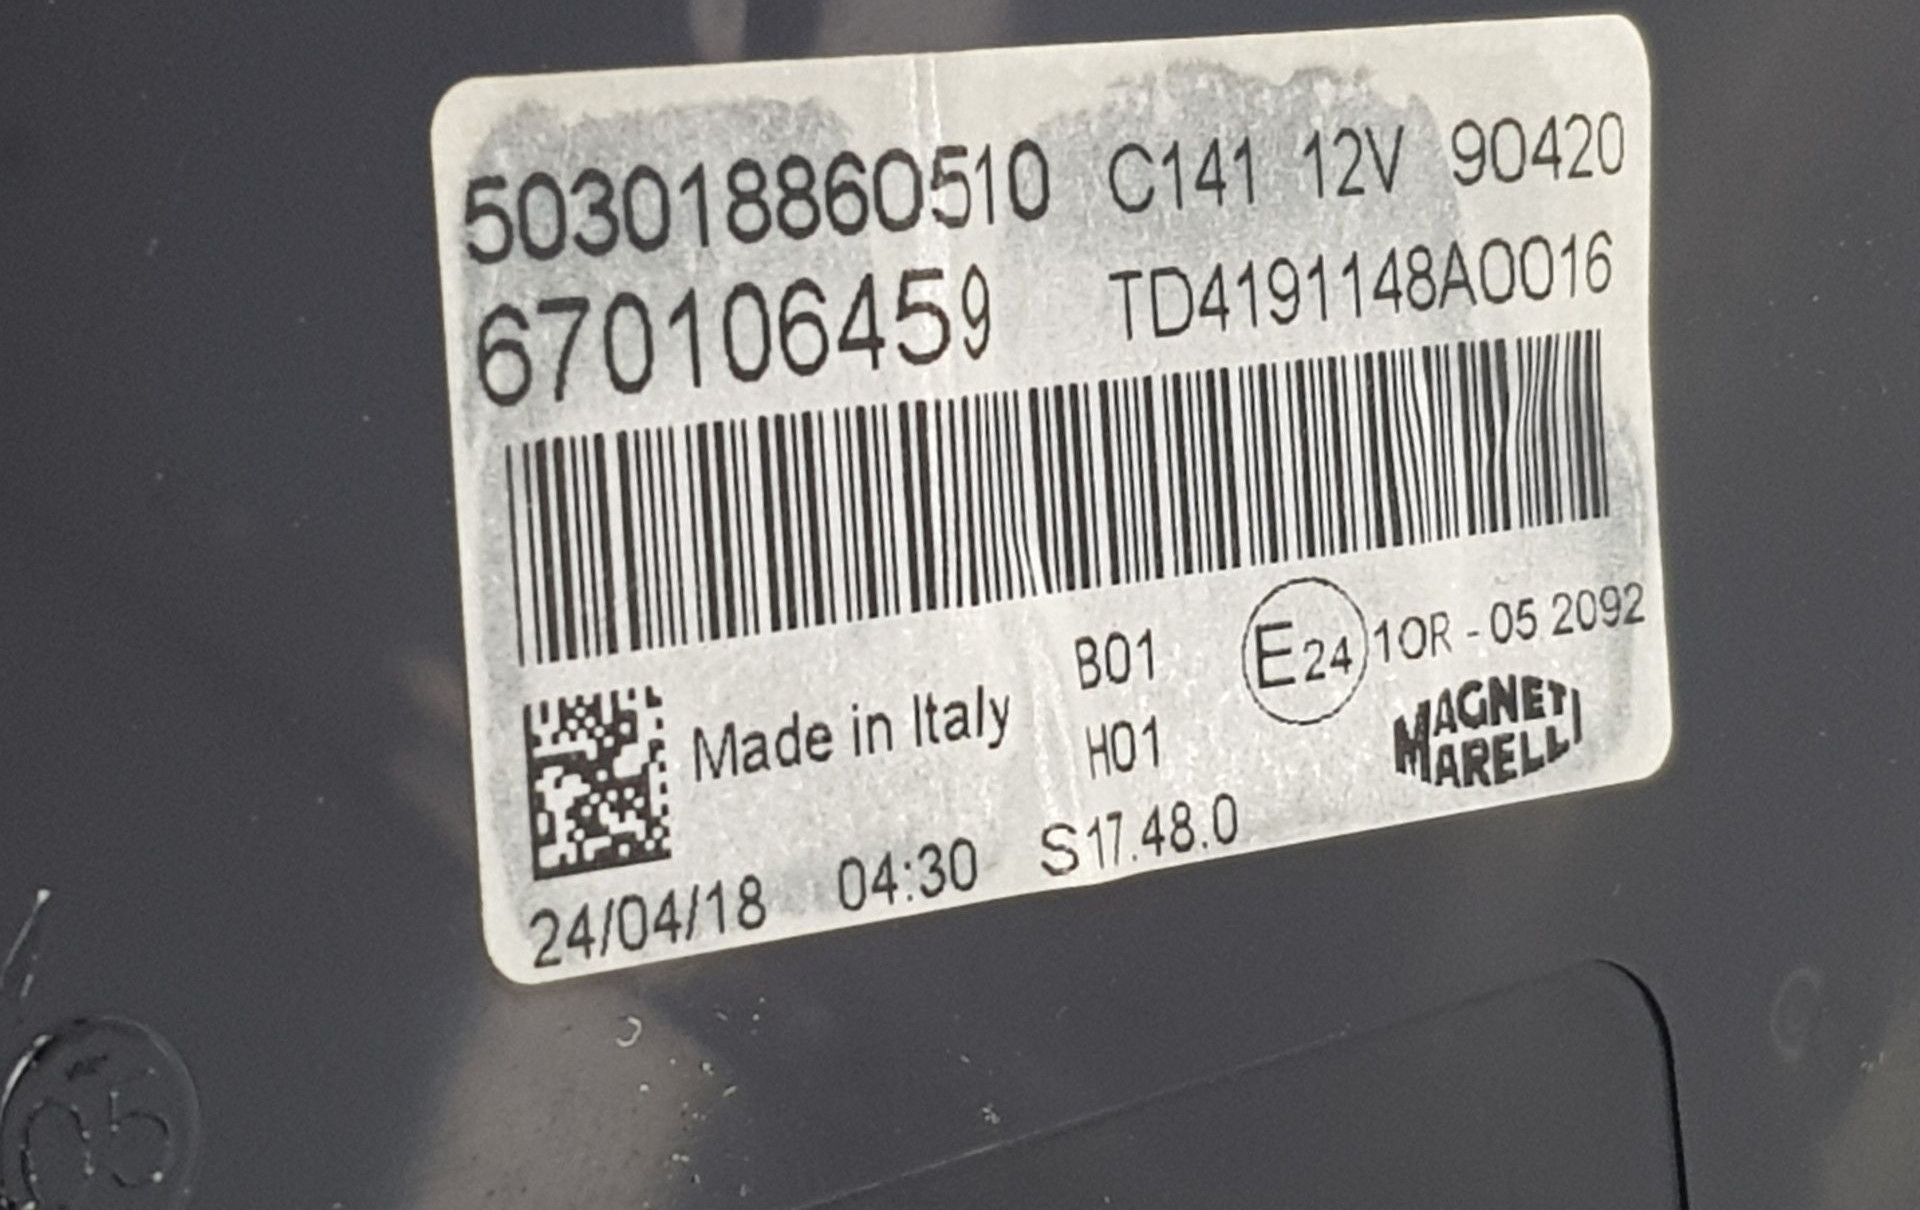 503018860510 C141 12V 90420
670106459 TD4191148A0016
B01 E24 10R - 05 2092
Made in Italy H01 MAGNETI MARELLI
24/04/18 04:30 S17.48.0
05